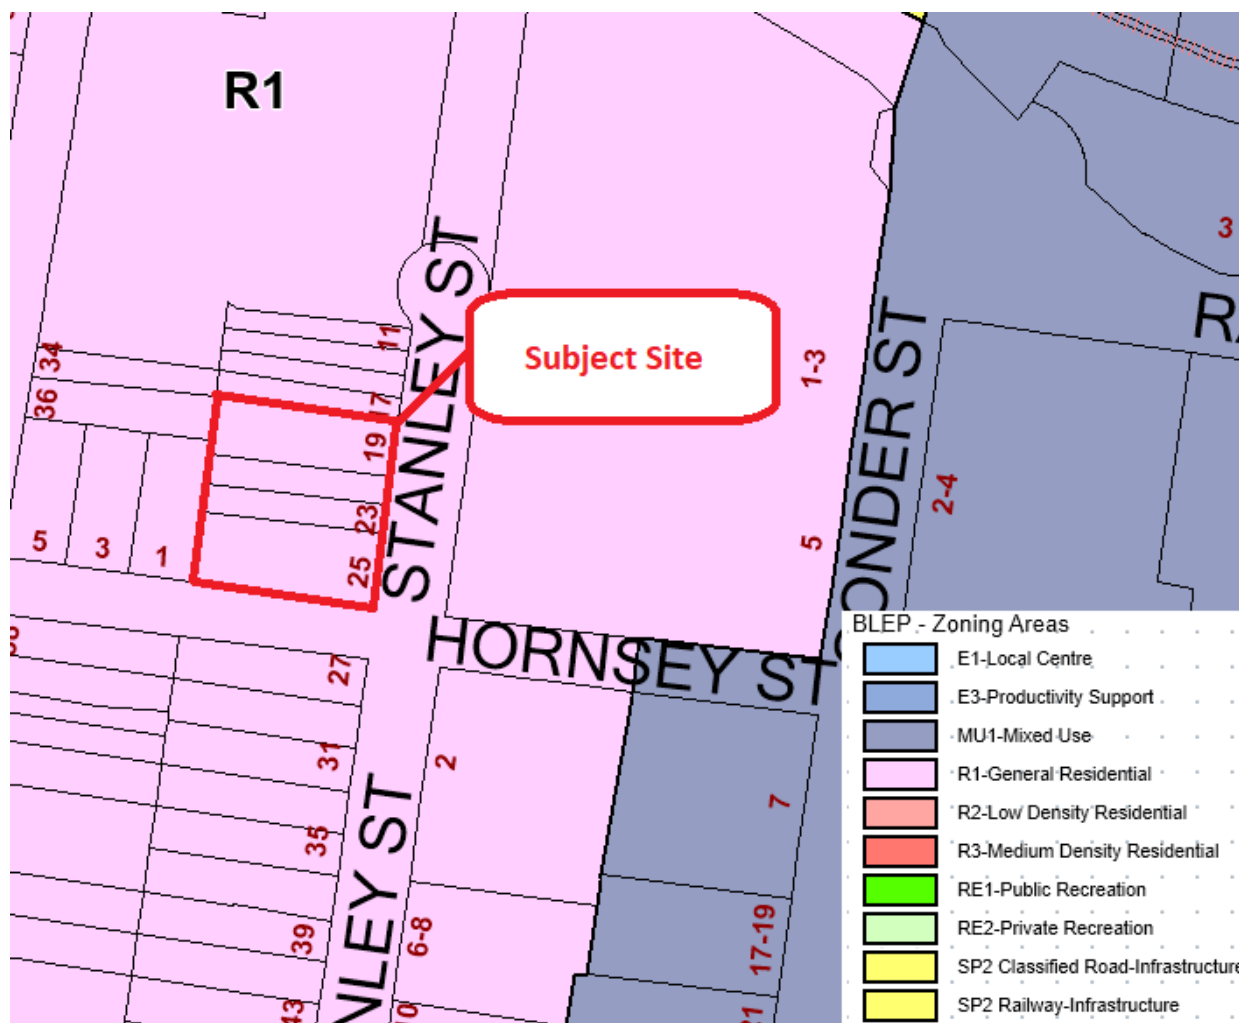 R1
3
STANLEY ST
R
34
36
11
17
19
23
25
Subject Site
1-3
5
ONDER ST
2-4
5
3
1
HORNSEY ST
27
31
35
39
43
2
6-8
10
NLEY ST
7
17-19
21
BLEP - Zoning Areas
E1-Local Centre
E3-Productivity Support
MU1-Mixed Use
R1-General Residential
R2-Low Density Residential
R3-Medium Density Residential
RE1-Public Recreation
RE2-Private Recreation
SP2 Classified Road-Infrastructure
SP2 Railway-Infrastructure